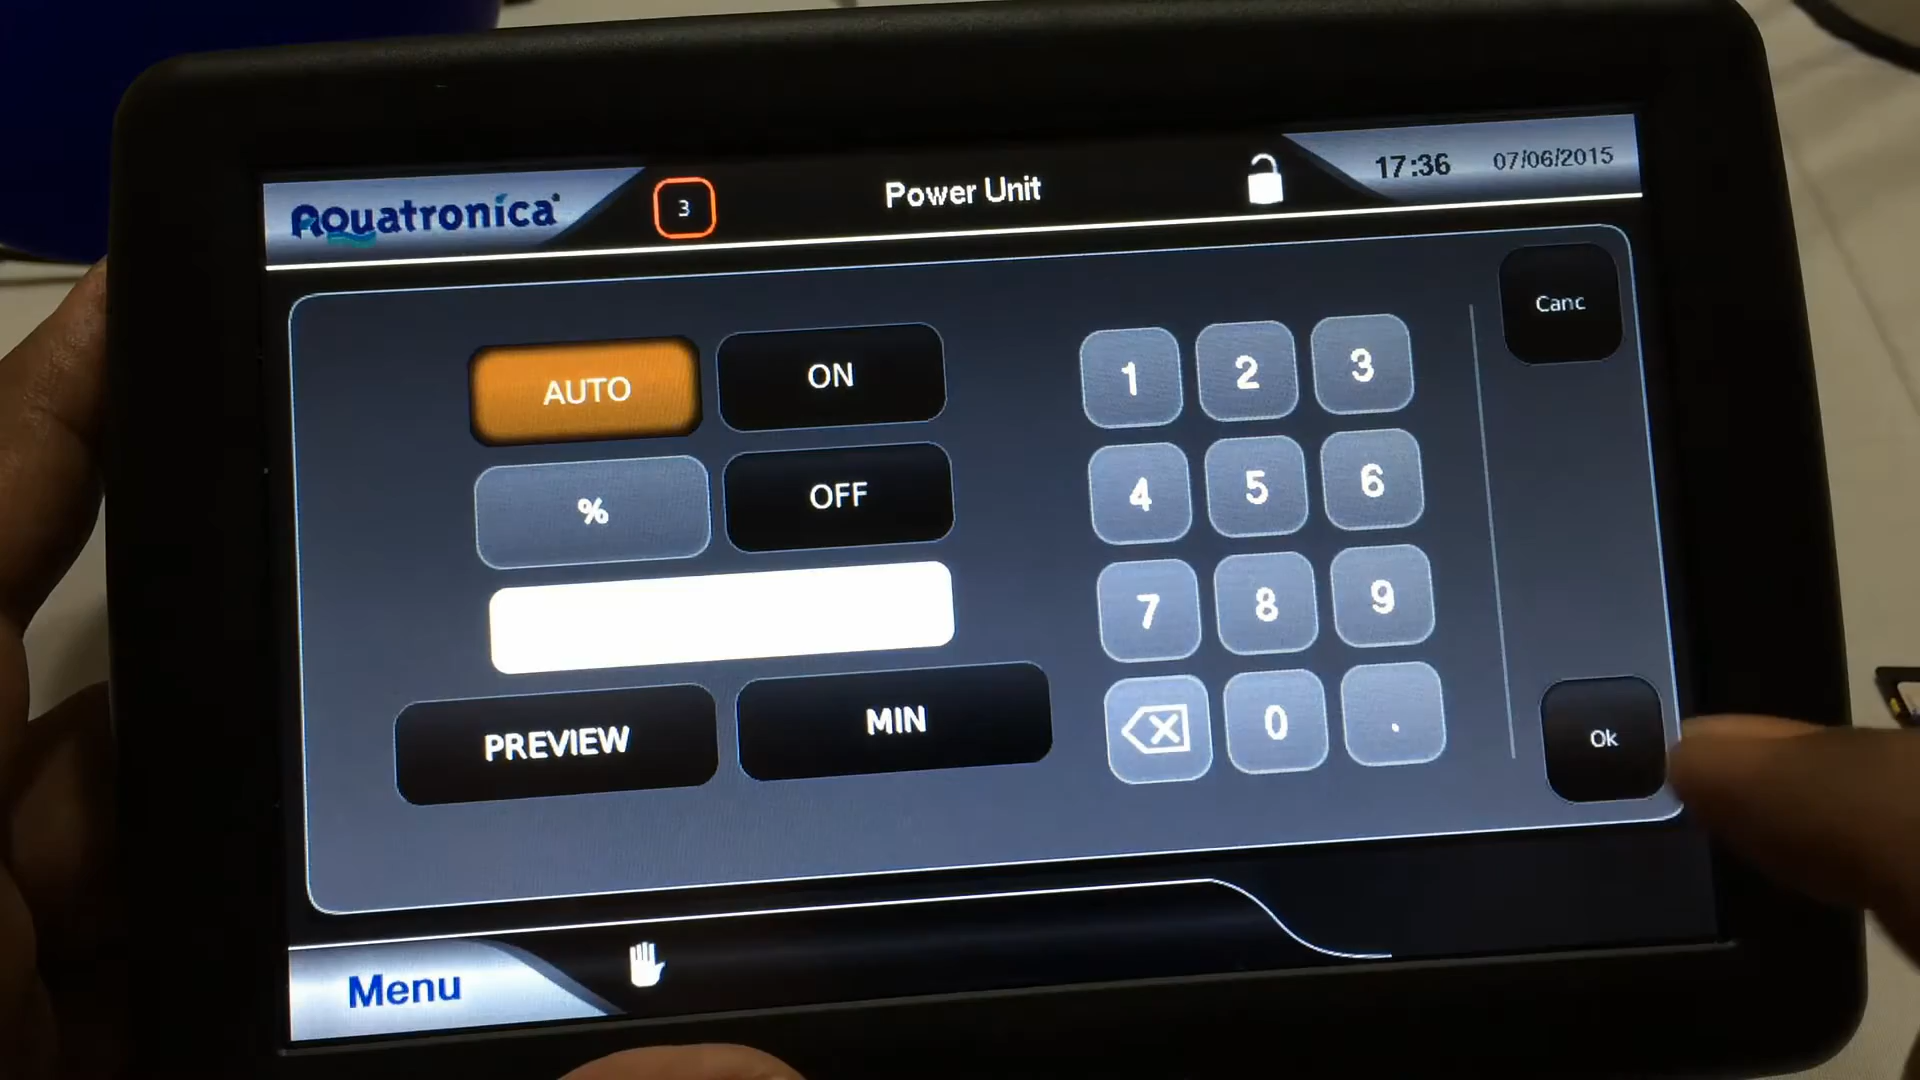 Aquatronica
3
Power Unit
17:36
07/06/2015
AUTO
ON
%
OFF
PREVIEW
MIN
1 2 3
4 5 6
7 8 9
0 .
Canc
Ok
Menu